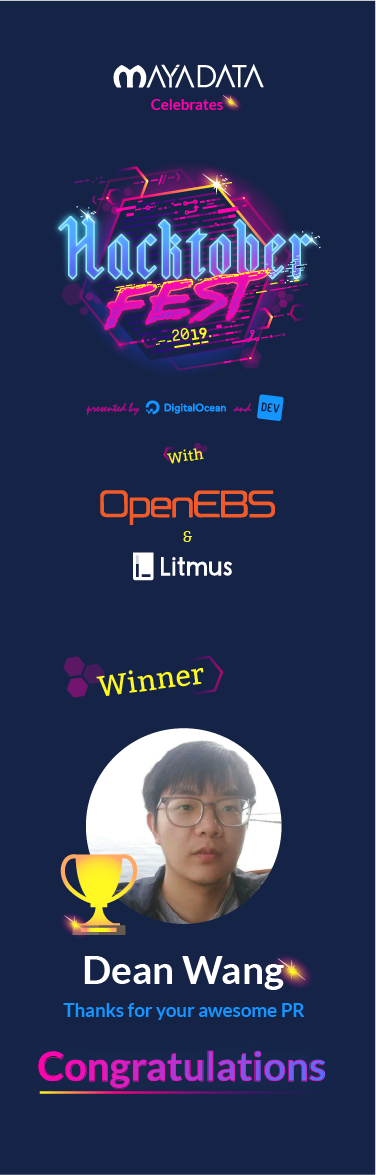 MAYADATA
Celebrates
Hacktober
FEST
2019
presented by DigitalOcean and DEV
With
OpenEBS
&
Litmus
Winner
Dean Wang
Thanks for your awesome PR
Congratulations